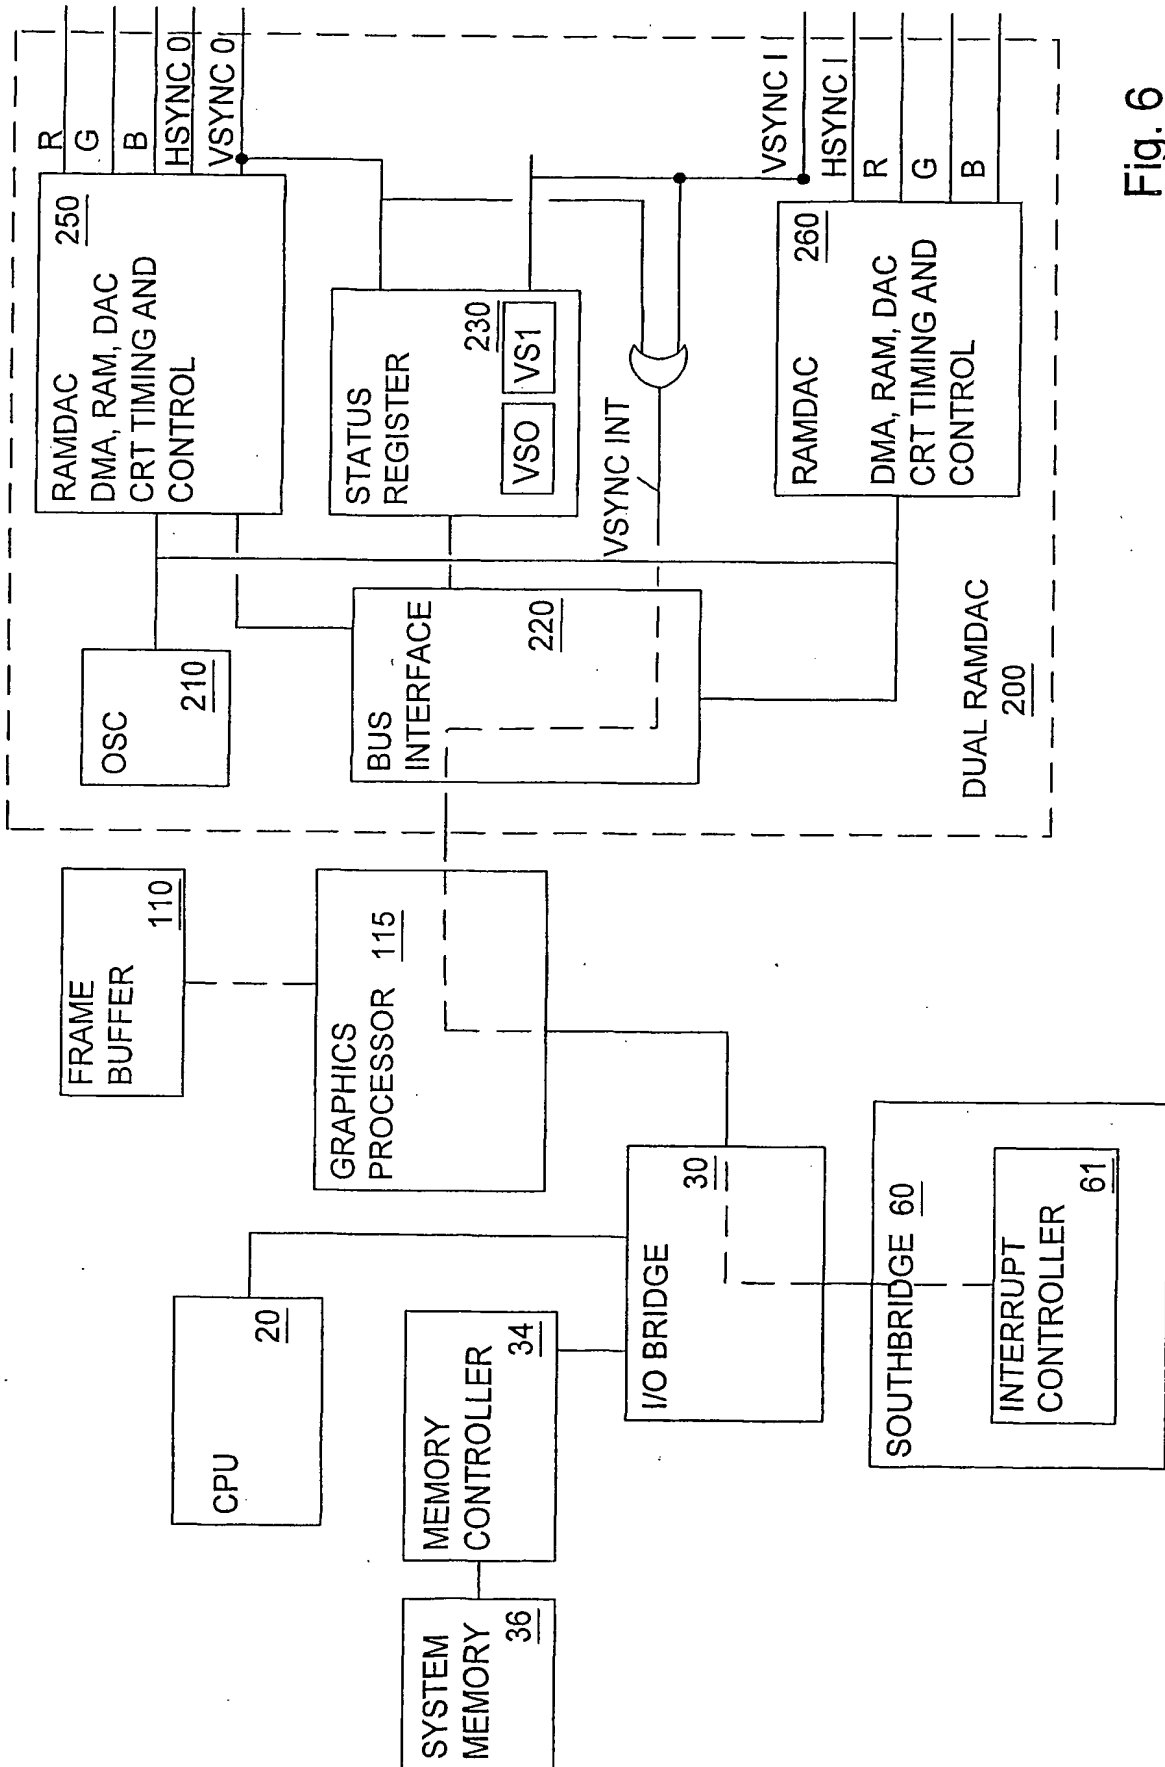 FRAME
BUFFER
110
OSC
210
RAMDAC
250
DMA, RAM, DAC
CRT TIMING AND
CONTROL
R
G
B
HSYNC 0
VSYNC 0
CPU
20
GRAPHICS
PROCESSOR 115
BUS
INTERFACE
220
STATUS
REGISTER
230
VSO
VS1
SYSTEM
MEMORY
36
MEMORY
CONTROLLER
34
I/O BRIDGE
30
VSYNC INT
VSYNC I
HSYNC I
R
G
B
RAMDAC
260
DMA, RAM, DAC
CRT TIMING AND
CONTROL
SOUTHBRIDGE 60
INTERRUPT
CONTROLLER
61
DUAL RAMDAC
200
Fig. 6